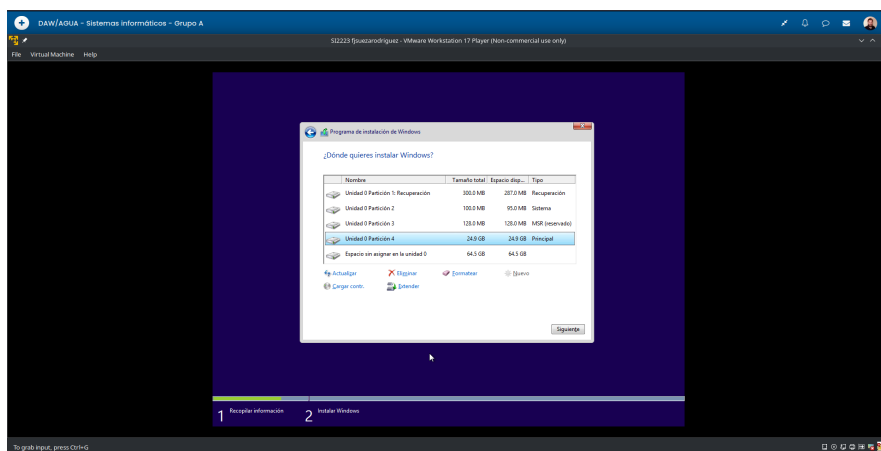 DAW/AGUA - Sistemas informáticos - Grupo A
SI2223 fjsuezarodriguez - VMware Workstation 17 Player (Non-commercial use only)
File Virtual Machine Help
Programa de instalación de Windows
¿Dónde quieres instalar Windows?
Nombre Tamaño total Espacio disp... Tipo
Unidad 0 Partición 1: Recuperación 300.0 MB 287.0 MB Recuperación
Unidad 0 Partición 2 100.0 MB 95.0 MB Sistema
Unidad 0 Partición 3 128.0 MB 128.0 MB MSR (reservado)
Unidad 0 Partición 4 24.9 GB 24.9 GB Principal
Espacio sin asignar en la unidad 0 64.5 GB 64.5 GB
Actualizar Eliminar Formatear Nuevo
Cargar contr. Extender
Siguiente
1 Recopilar información 2 Instalar Windows
To grab input, press Ctrl+G